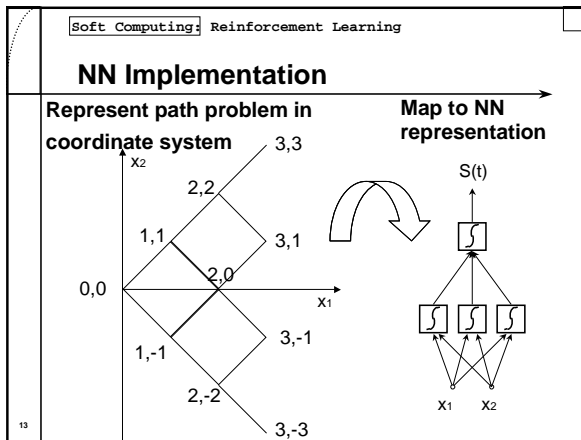 Soft Computing: Reinforcement Learning
NN Implementation
Represent path problem in
coordinate system
Map to NN
representation
x2
3,3
2,2
S(t)
1,1
3,1
2,0
0,0
x1
3,-1
1,-1
2,-2
x1 x2
3,-3
13